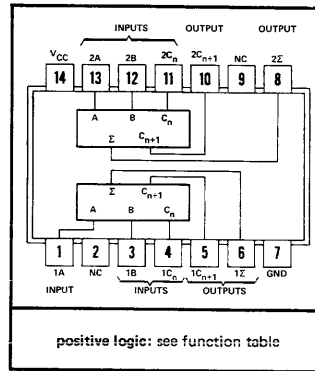 INPUTS OUTPUT OUTPUT
VCC 2A 2B 2Cn 2Cn+1 NC 2Σ
14 13 12 11 10 9 8
A B Cn
Σ Cn+1
Σ Cn+1
A B Cn
1 2 3 4 5 6 7
1A NC 1B 1Cn 1Cn+1 1Σ GND
INPUT INPUTS OUTPUTS
positive logic: see function table